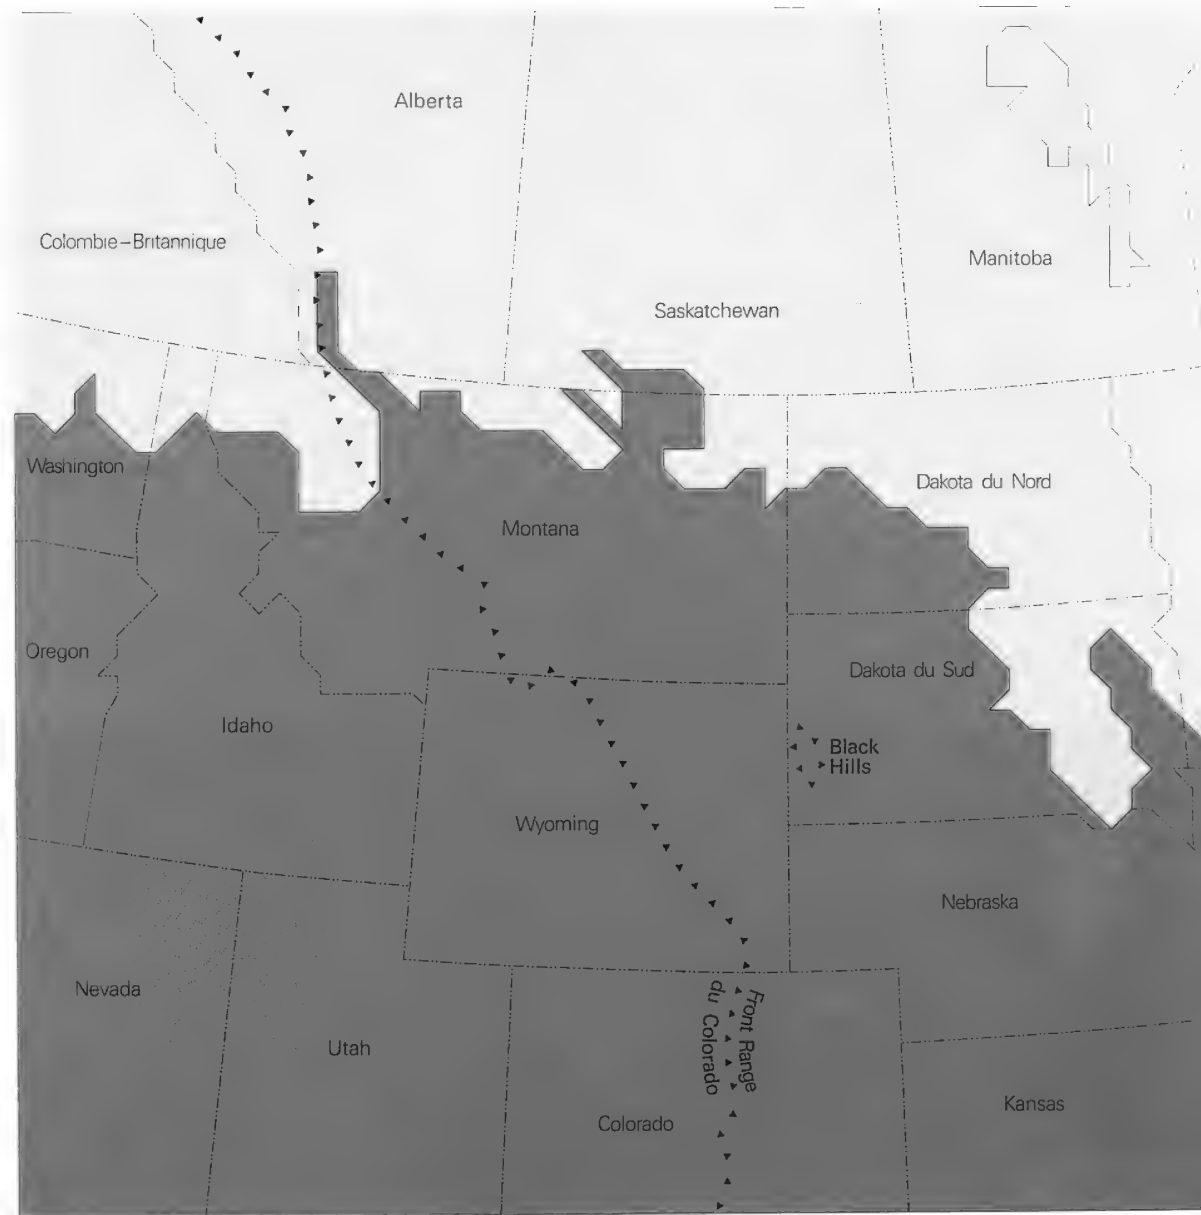 Alberta
Colombie-Britannique
Manitoba
Saskatchewan
Washington
Dakota du Nord
Montana
Oregon
Dakota du Sud
Idaho
Black
Hills
Wyoming
Nebraska
Nevada
Front Range
du Colorado
Utah
Kansas
Colorado